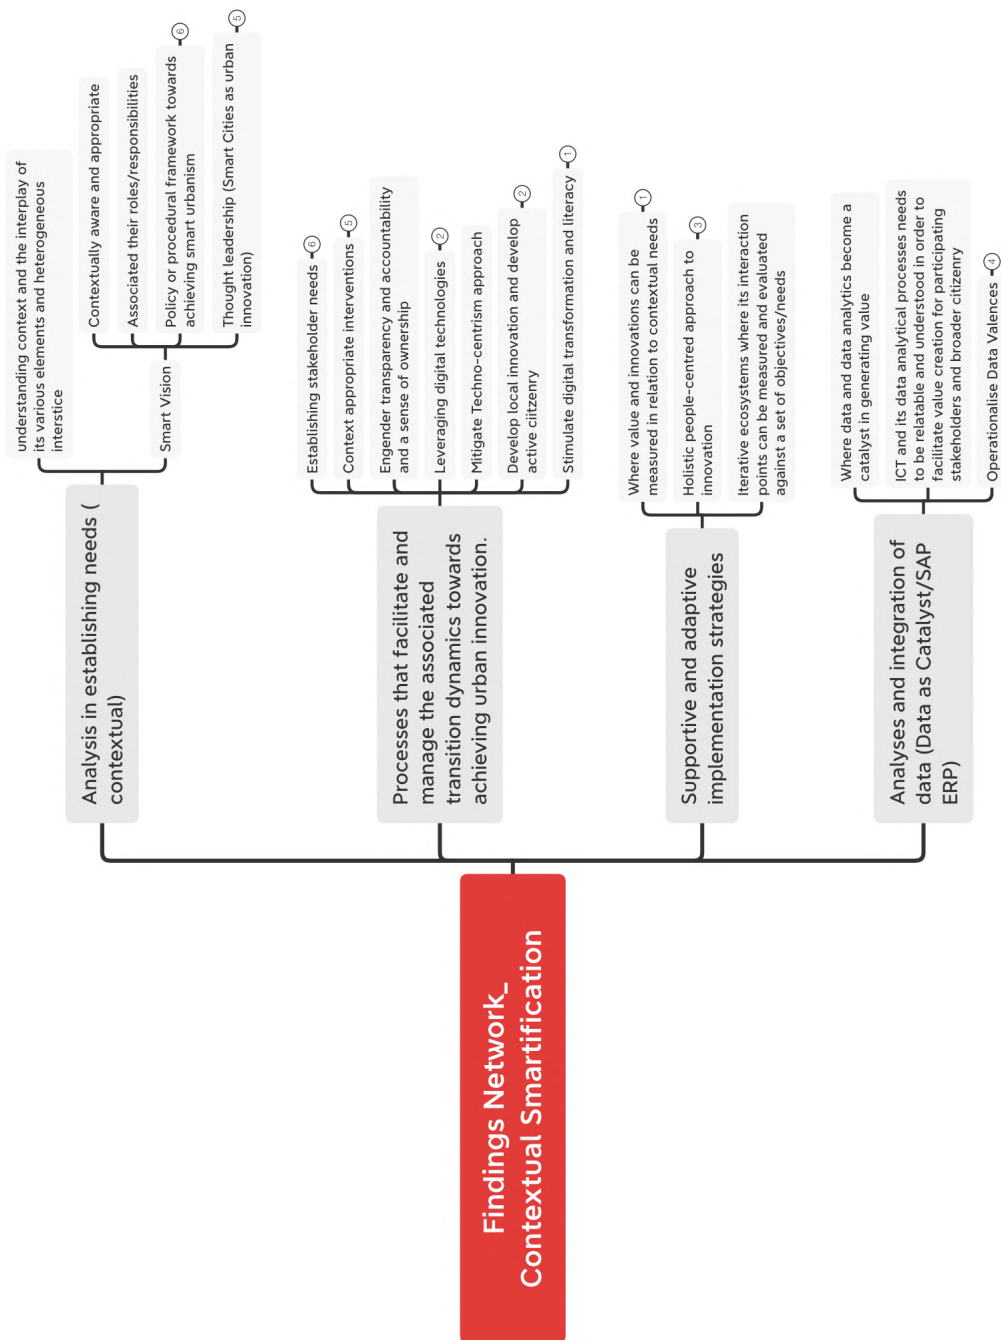 Findings Network_
Contextual Smartification
Analysis in establishing needs (
contextual)
understanding context and the interplay of
its various elements and heterogeneous
interstice
Smart Vision
Contextually aware and appropriate
Associated their roles/responsibilities
Policy or procedural framework towards
achieving smart urbanism
6
Thought leadership (Smart Cities as urban
innovation)
5
Processes that facilitate and
manage the associated
transition dynamics towards
achieving urban innovation.
Establishing stakeholder needs
6
Context appropriate interventions
5
Engender transparency and accountability
and a sense of ownership
Leveraging digital technologies
2
Mitigate Techno-centrism approach
Develop local innovation and develop
active ciitzenry
2
Stimulate digital transformation and literacy
1
Supportive and adaptive
implementation strategies
Where value and innovations can be
measured in relation to contextual needs
1
Holistic people-centred approach to
innovation
3
Iterative ecosystems where its interaction
points can be measured and evaluated
against a set of objectives/needs
Analyses and integration of
data (Data as Catalyst/SAP
ERP)
Where data and data analytics become a
catalyst in generating value
ICT and its data analytical processes needs
to be relatable and understood in order to
facilitate value creation for participating
stakeholders and broader citizenry
Operationalise Data Valences
4